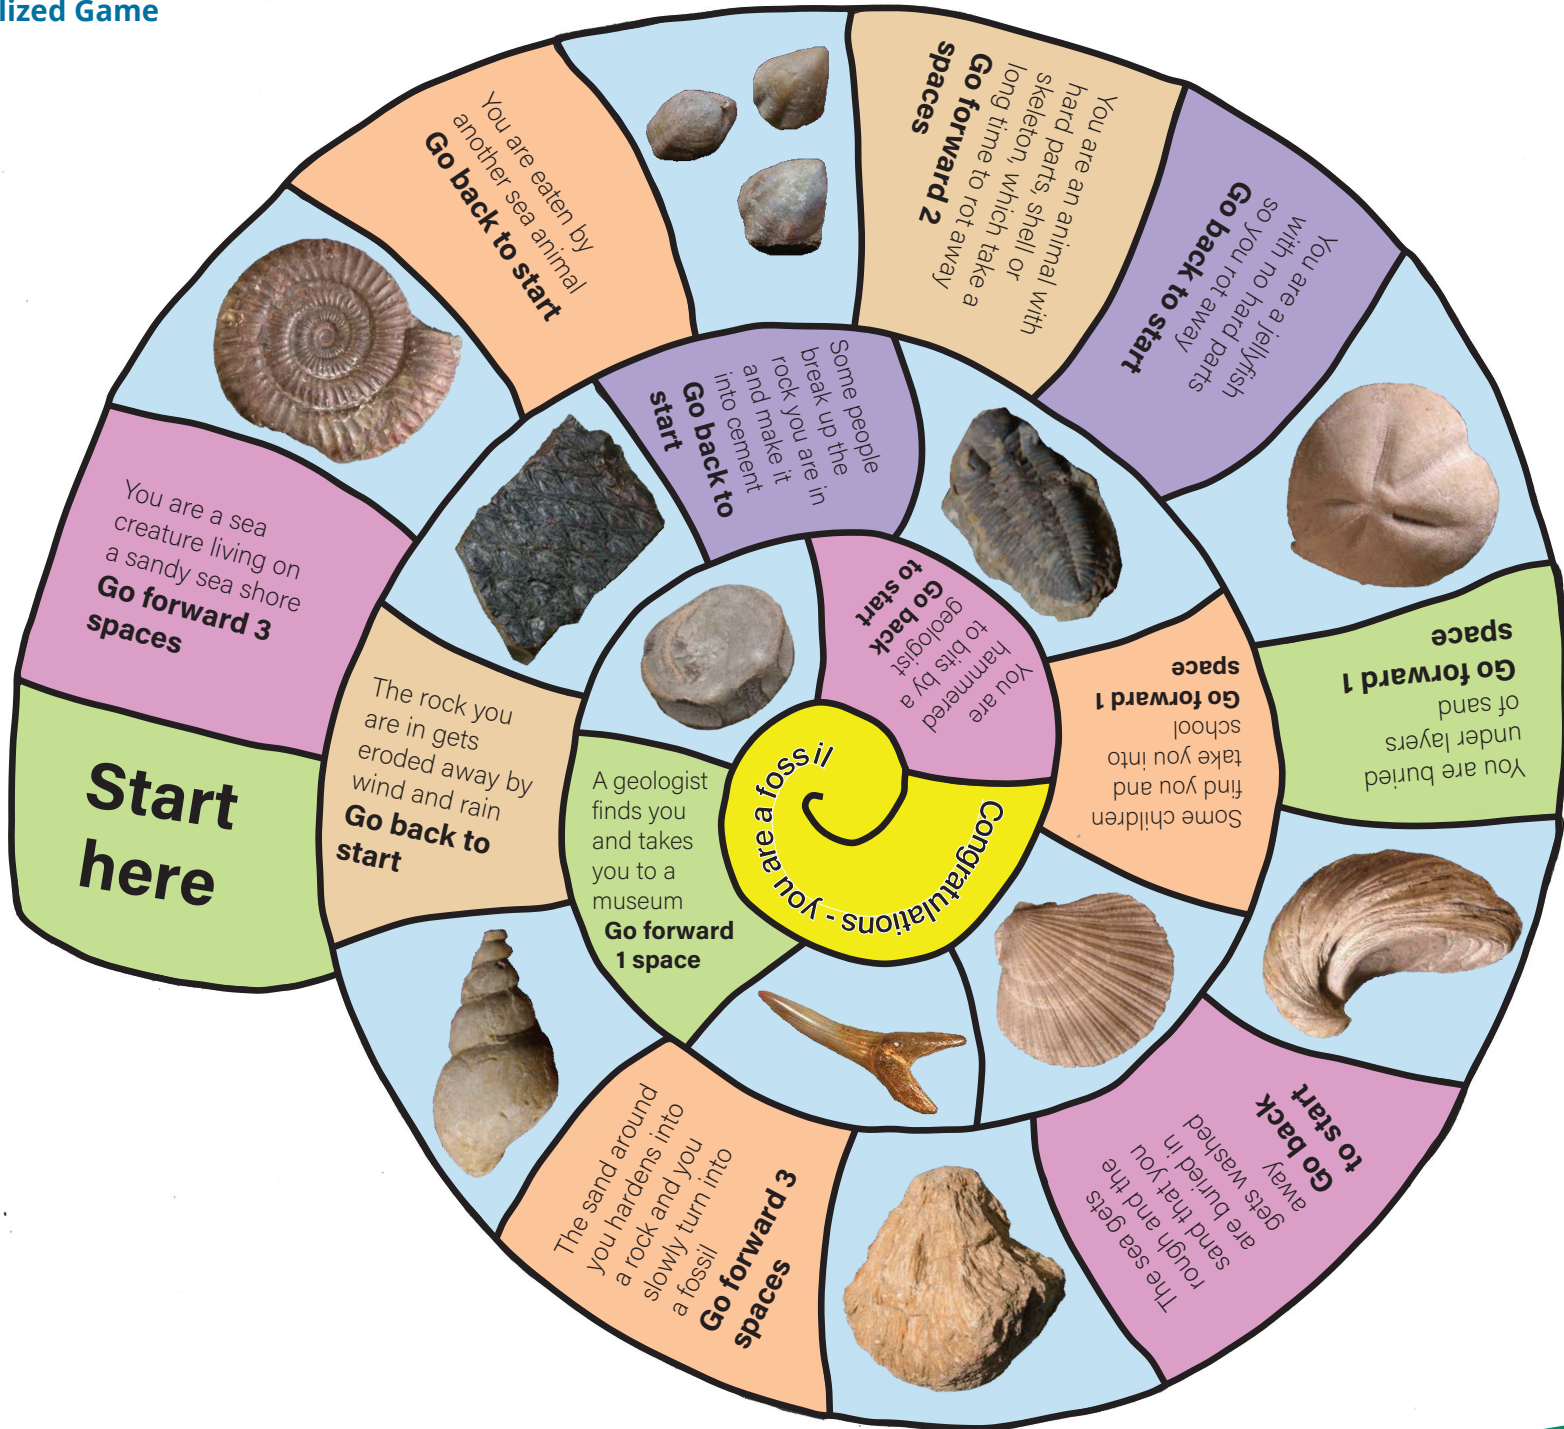 lized Game
Start
here
You are a sea
creature living on
a sandy sea shore
Go forward 3
spaces
You are eaten by
another sea animal
Go back to start
You are an animal with
hard parts, shell or
skeleton, which take a
long time to rot away
Go forward 2
spaces
You are a jellyfish
with no hard parts
so you rot away
Go back to start
You are buried
under layers
of sand
Go forward 1
space
The sea gets
rough and the
sand that you
are buried in
gets washed
away
Go back
to start
The sand around
you hardens into
a rock and you
slowly turn into
a fossil
Go forward 3
spaces
The rock you
are in gets
eroded away by
wind and rain
Go back to
start
Some people
break up the
rock you are in
and make it
into cement
Go back to
start
Some children
find you and
take you into
school
Go forward 1
space
A geologist
finds you
and takes
you to a
museum
Go forward
1 space
You are
hammered
to bits by a
geologist
Go back
to start
Congratulations - you are a fossil